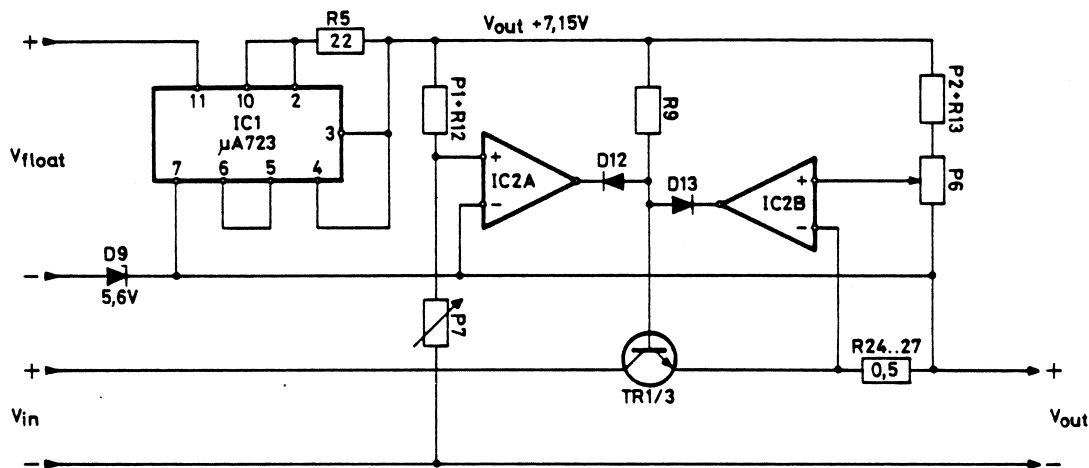 R5
Vout +7,15V
+
22
11 10 2
IC1
µA723
3
7 6 5 4
Vfloat
P1+R12
R9
P2+R13
+
IC2A
−
D12
D13
+
IC2B
−
P6
−
D9
5,6V
P7
R24..27
0,5
+
TR1/3
+
Vin
Vout
−
−